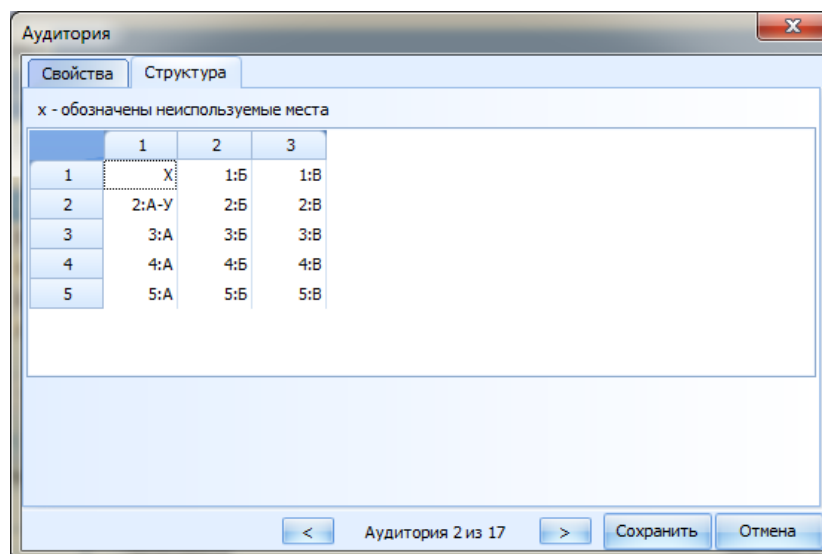 Аудитория
Свойства Структура
x - обозначены неиспользуемые места
1 2 3
1 X 1:Б 1:В
2 2:А-У 2:Б 2:В
3 3:А 3:Б 3:В
4 4:А 4:Б 4:В
5 5:А 5:Б 5:В
< Аудитория 2 из 17 > Сохранить Отмена